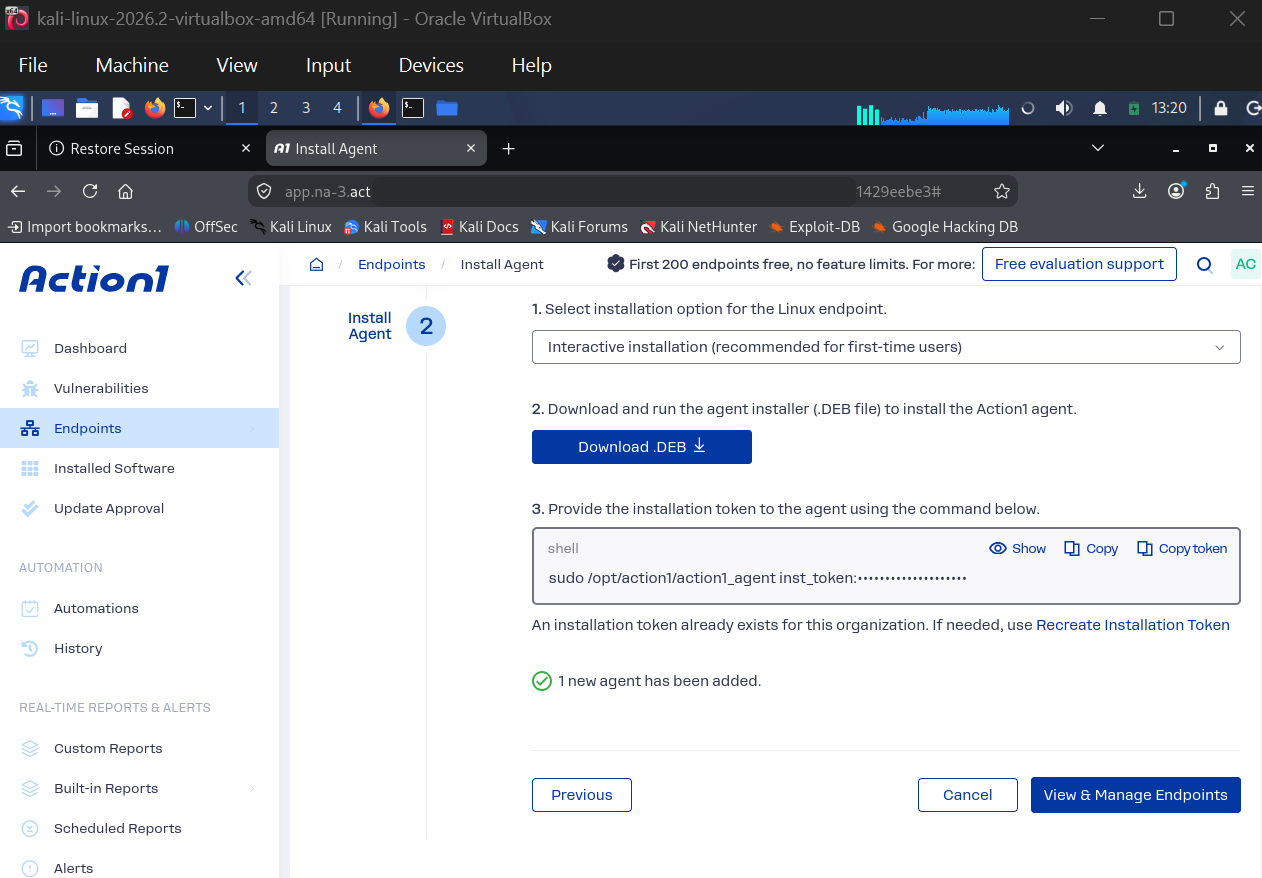 kali-linux-2026.2-virtualbox-amd64 [Running] - Oracle VirtualBox
File Machine View Input Devices Help
1 2 3 4 13:20
Restore Session Install Agent
app.na-3.act 1429eebe3#
Import bookmarks... OffSec Kali Linux Kali Tools Kali Docs Kali Forums Kali NetHunter Exploit-DB Google Hacking DB
Action1
Endpoints / Install Agent First 200 endpoints free, no feature limits. For more: Free evaluation support AC
Dashboard
Vulnerabilities
Endpoints
Installed Software
Update Approval
AUTOMATION
Automations
History
REAL-TIME REPORTS & ALERTS
Custom Reports
Built-in Reports
Scheduled Reports
Alerts
Install
Agent
2
1. Select installation option for the Linux endpoint.
Interactive installation (recommended for first-time users)
2. Download and run the agent installer (.DEB file) to install the Action1 agent.
Download .DEB
3. Provide the installation token to the agent using the command below.
shell Show Copy Copy token
sudo /opt/action1/action1_agent inst_token:••••••••••••••••••••
An installation token already exists for this organization. If needed, use Recreate Installation Token
1 new agent has been added.
Previous Cancel View & Manage Endpoints